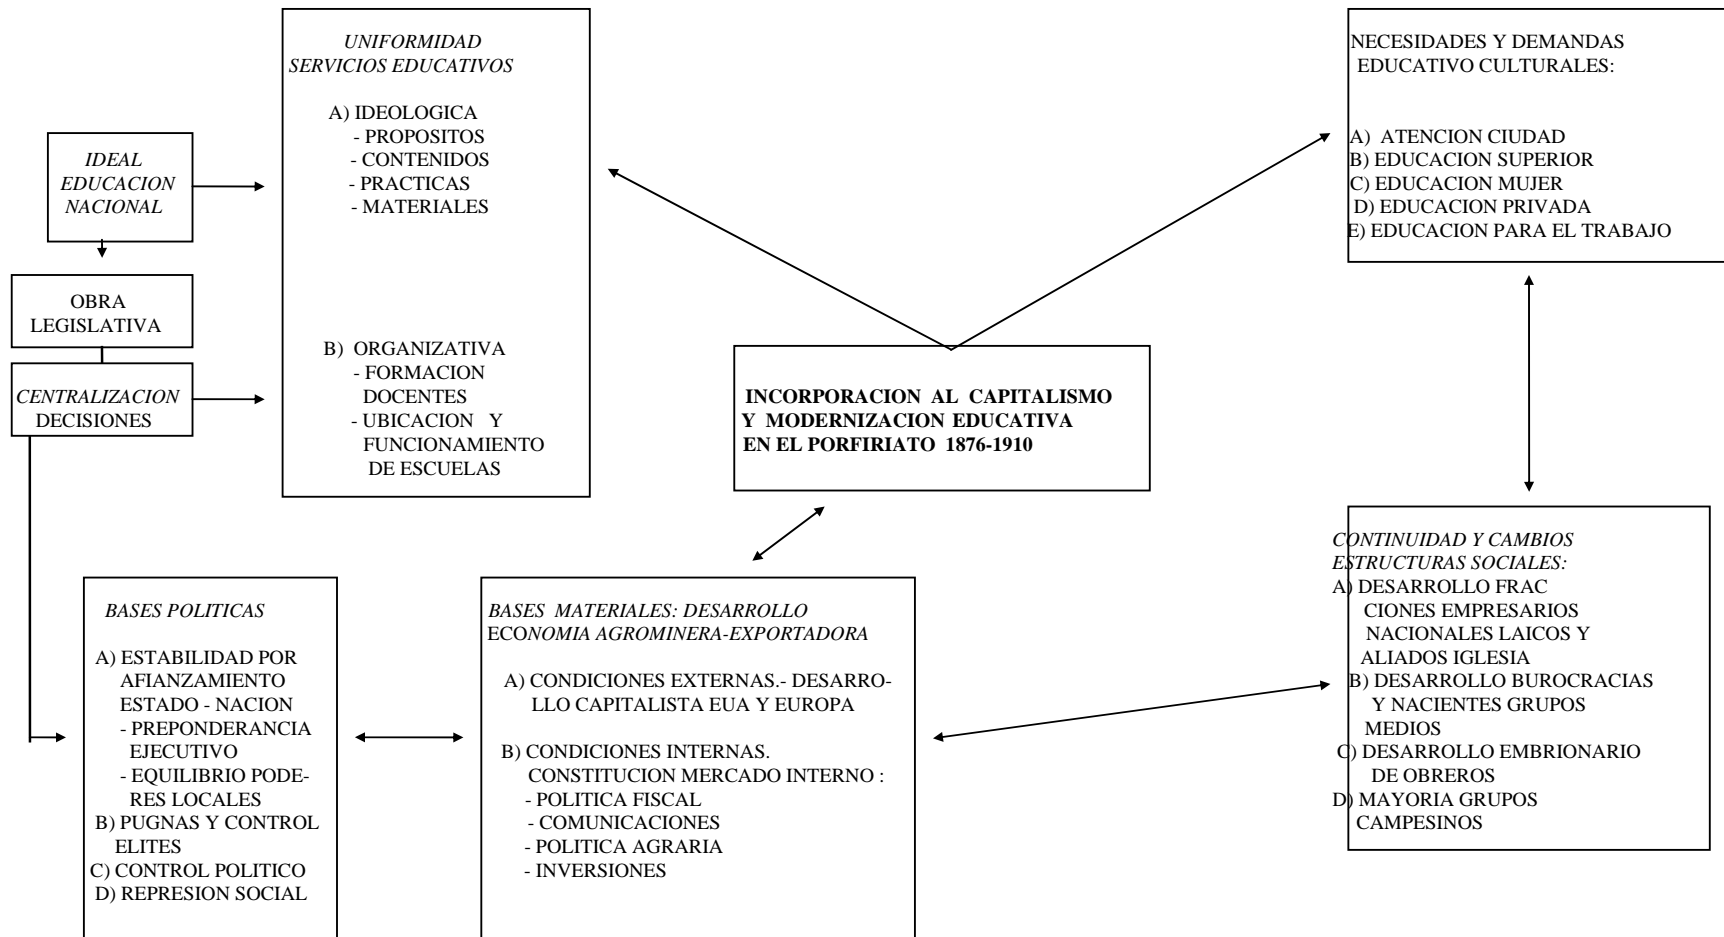 IDEAL
EDUCACION
NACIONAL
OBRA
LEGISLATIVA
CENTRALIZACION
DECISIONES
UNIFORMIDAD
SERVICIOS EDUCATIVOS
A) IDEOLOGICA
- PROPOSITOS
- CONTENIDOS
- PRACTICAS
- MATERIALES
B) ORGANIZATIVA
- FORMACION
DOCENTES
- UBICACION Y
FUNCIONAMIENTO
DE ESCUELAS
INCORPORACION AL CAPITALISMO
Y MODERNIZACION EDUCATIVA
EN EL PORFIRIATO 1876-1910
NECESIDADES Y DEMANDAS
EDUCATIVO CULTURALES:
A) ATENCION CIUDAD
B) EDUCACION SUPERIOR
C) EDUCACION MUJER
D) EDUCACION PRIVADA
E) EDUCACION PARA EL TRABAJO
BASES POLITICAS
A) ESTABILIDAD POR
AFIANZAMIENTO
ESTADO - NACION
- PREPONDERANCIA
EJECUTIVO
- EQUILIBRIO PODE-
RES LOCALES
B) PUGNAS Y CONTROL
ELITES
C) CONTROL POLITICO
D) REPRESION SOCIAL
BASES MATERIALES: DESARROLLO
ECONOMIA AGROMINERA-EXPORTADORA
A) CONDICIONES EXTERNAS.- DESARRO-
LLO CAPITALISTA EUA Y EUROPA
B) CONDICIONES INTERNAS.
CONSTITUCION MERCADO INTERNO :
- POLITICA FISCAL
- COMUNICACIONES
- POLITICA AGRARIA
- INVERSIONES
CONTINUIDAD Y CAMBIOS
ESTRUCTURAS SOCIALES:
A) DESARROLLO FRAC
CIONES EMPRESARIOS
NACIONALES LAICOS Y
ALIADOS IGLESIA
B) DESARROLLO BUROCRACIAS
Y NACIENTES GRUPOS
MEDIOS
C) DESARROLLO EMBRIONARIO
DE OBREROS
D) MAYORIA GRUPOS
CAMPESINOS